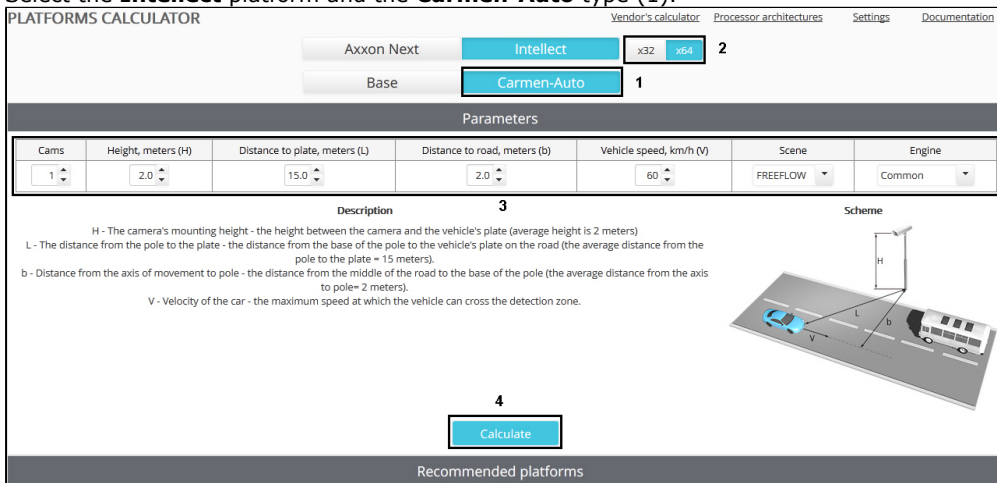 Select the Intellect platform and the Carmen-Auto type (1).
PLATFORMS CALCULATOR
Vendor's calculator Processor architectures Settings Documentation
Axxon Next Intellect x32 x64 2
Base Carmen-Auto 1
Parameters
Cams Height, meters (H) Distance to plate, meters (L) Distance to road, meters (b) Vehicle speed, km/h (V) Scene Engine
1 2.0 15.0 2.0 60 FREEFLOW Common
3
Description Scheme
H - The camera's mounting height - the height between the camera and the vehicle's plate (average height is 2 meters)
L - The distance from the pole to the plate - the distance from the base of the pole to the vehicle's plate on the road (the average distance from the
pole to the plate = 15 meters).
b - Distance from the axis of movement to pole - the distance from the middle of the road to the base of the pole (the average distance from the axis
to pole= 2 meters).
V - Velocity of the car - the maximum speed at which the vehicle can cross the detection zone.
H
L
b
V
4
Calculate
Recommended platforms